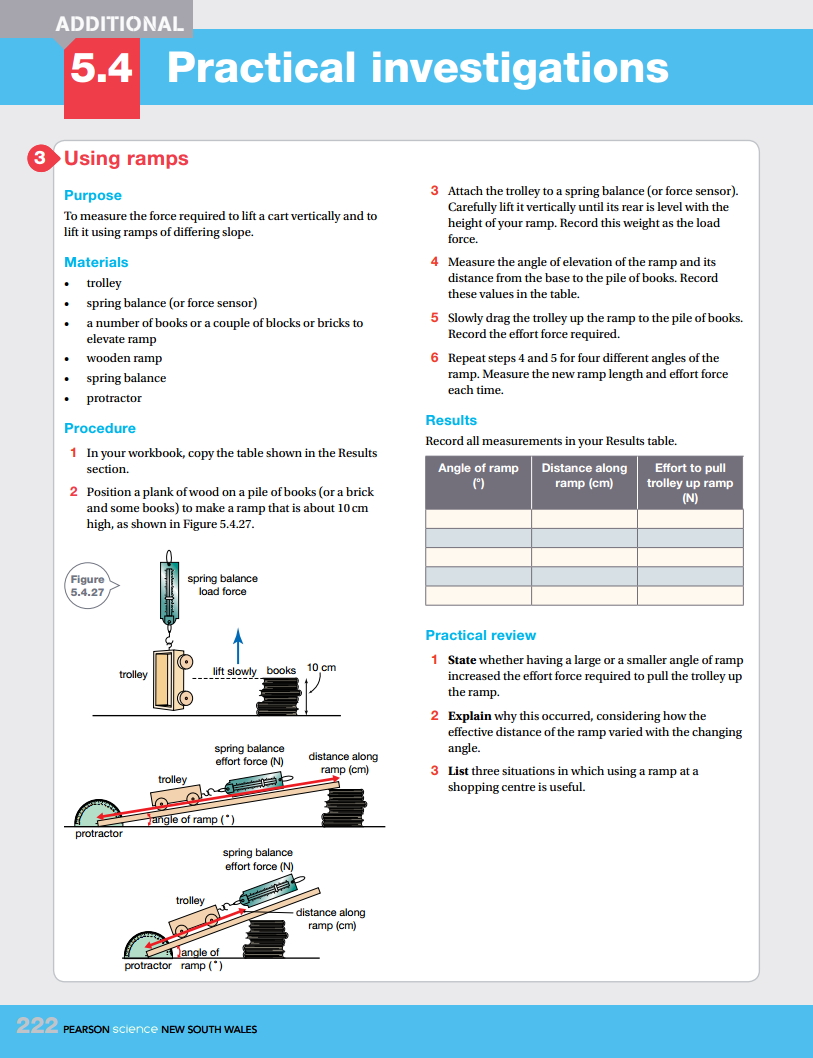 ADDITIONAL
5.4 Practical investigations
3 Using ramps
Purpose
To measure the force required to lift a cart vertically and to
lift it using ramps of differing slope.
Materials
• trolley
• spring balance (or force sensor)
• a number of books or a couple of blocks or bricks to
elevate ramp
• wooden ramp
• spring balance
• protractor
Procedure
1 In your workbook, copy the table shown in the Results
section.
2 Position a plank of wood on a pile of books (or a brick
and some books) to make a ramp that is about 10 cm
high, as shown in Figure 5.4.27.
Figure
5.4.27
spring balance
load force
trolley
lift slowly
books
10 cm
spring balance
effort force (N)
distance along
ramp (cm)
trolley
angle of ramp (°)
protractor
spring balance
effort force (N)
trolley
distance along
ramp (cm)
angle of
ramp (°)
protractor
3 Attach the trolley to a spring balance (or force sensor).
Carefully lift it vertically until its rear is level with the
height of your ramp. Record this weight as the load
force.
4 Measure the angle of elevation of the ramp and its
distance from the base to the pile of books. Record
these values in the table.
5 Slowly drag the trolley up the ramp to the pile of books.
Record the effort force required.
6 Repeat steps 4 and 5 for four different angles of the
ramp. Measure the new ramp length and effort force
each time.
Results
Record all measurements in your Results table.
Angle of ramp
(°)
Distance along
ramp (cm)
Effort to pull
trolley up ramp
(N)
Practical review
1 State whether having a large or a smaller angle of ramp
increased the effort force required to pull the trolley up
the ramp.
2 Explain why this occurred, considering how the
effective distance of the ramp varied with the changing
angle.
3 List three situations in which using a ramp at a
shopping centre is useful.
222 PEARSON science NEW SOUTH WALES